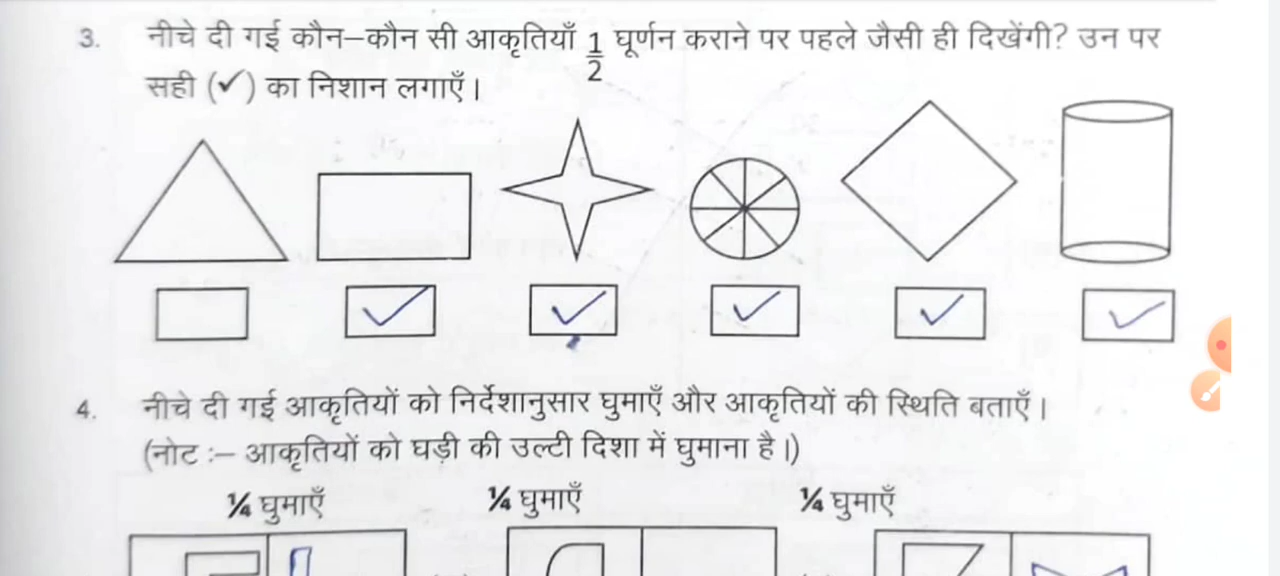 3. नीचे दी गई कौन–कौन सी आकृतियाँ 1/2 घूर्णन कराने पर पहले जैसी ही दिखेंगी? उन पर
सही (✓) का निशान लगाएँ।
✓ ✓ ✓ ✓ ✓
4. नीचे दी गई आकृतियों को निर्देशानुसार घुमाएँ और आकृतियों की स्थिति बताएँ।
(नोट :– आकृतियों को घड़ी की उल्टी दिशा में घुमाना है।)
¼ घुमाएँ ¼ घुमाएँ ¼ घुमाएँ